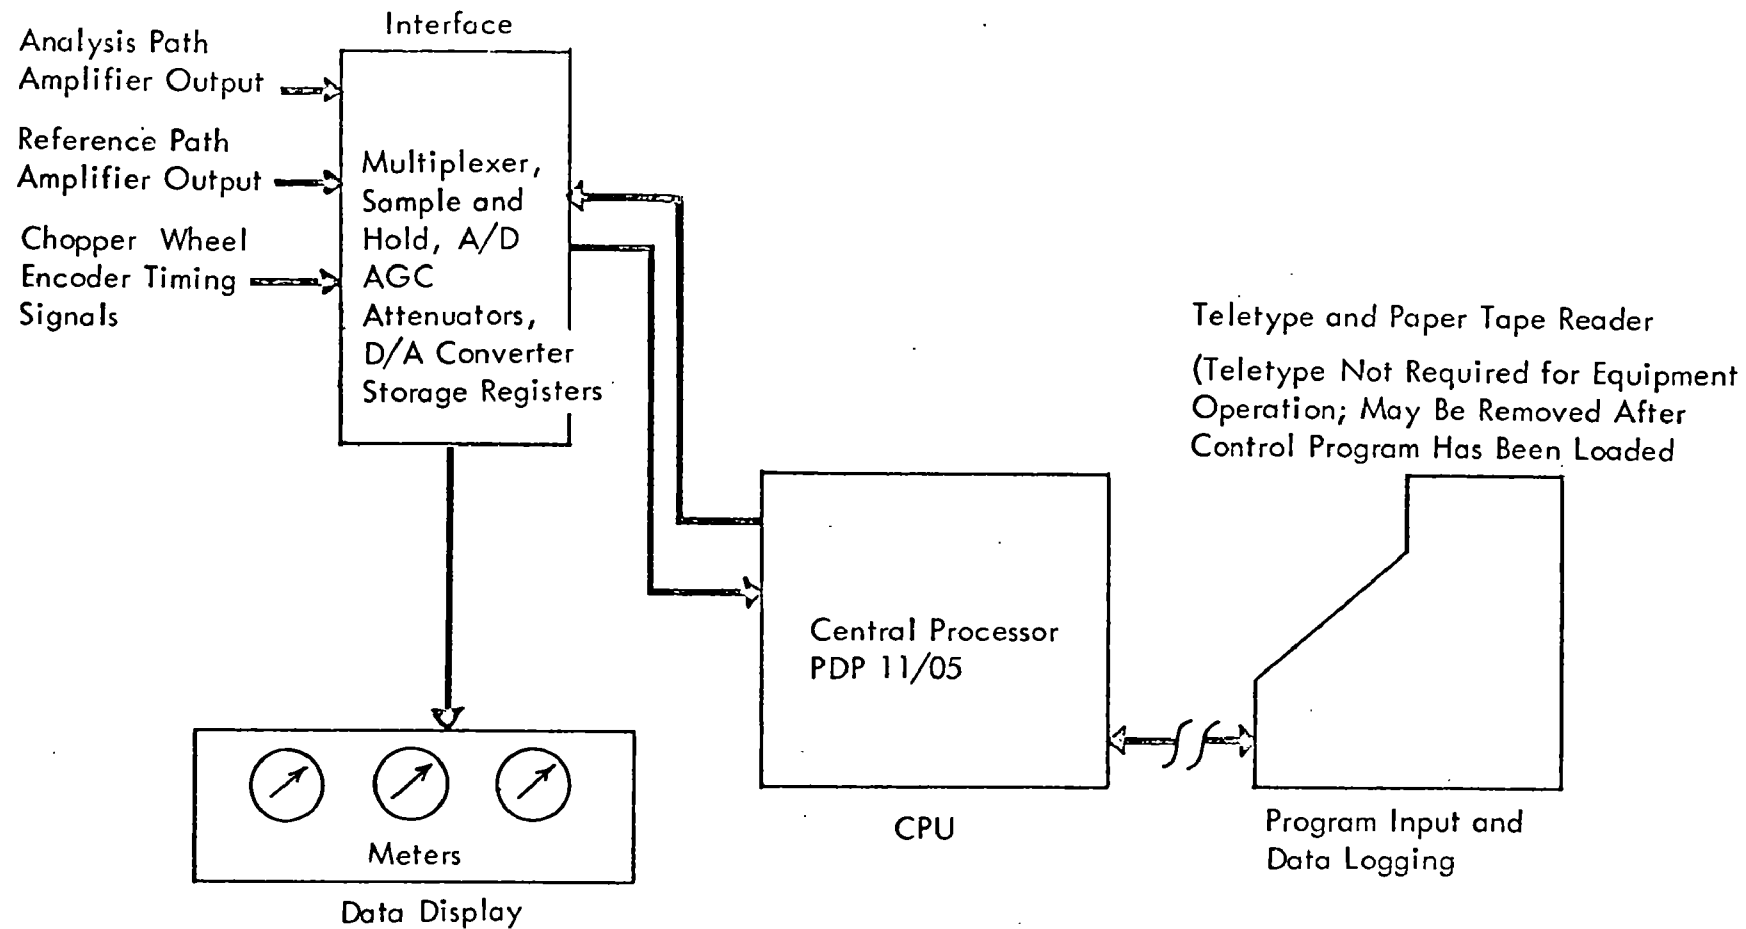 Interface
Analysis Path
Amplifier Output
Reference Path
Amplifier Output
Chopper Wheel
Encoder Timing
Signals
Multiplexer,
Sample and
Hold, A/D
AGC
Attenuators,
D/A Converter
Storage Registers
Teletype and Paper Tape Reader
(Teletype Not Required for Equipment
Operation; May Be Removed After
Control Program Has Been Loaded
Central Processor
PDP 11/05
CPU
Program Input and
Data Logging
Meters
Data Display